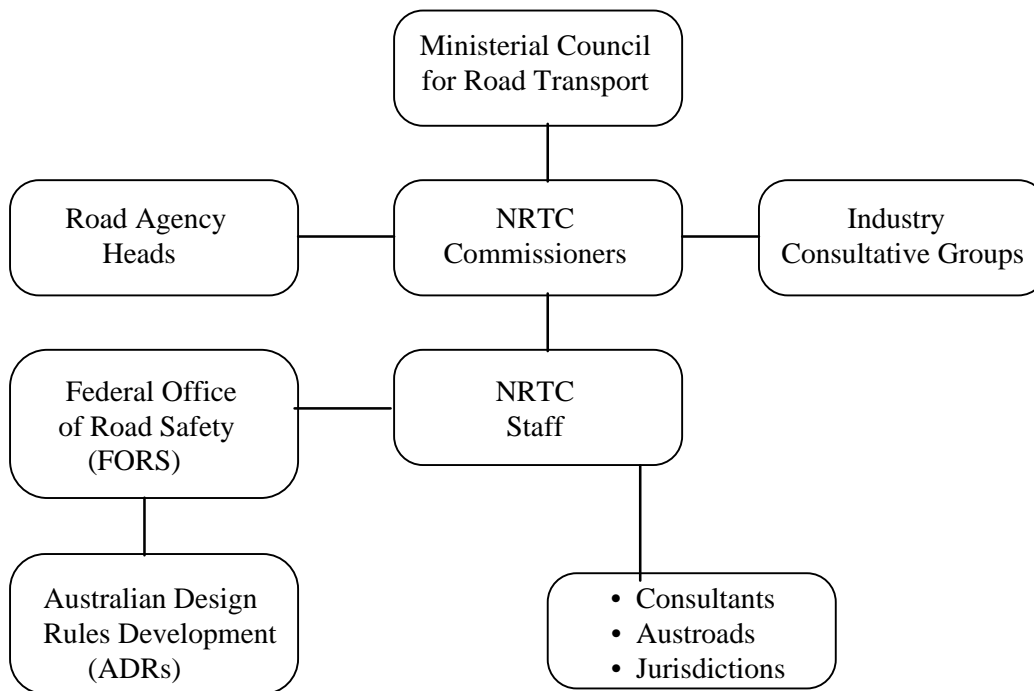 Ministerial Council
for Road Transport
Road Agency
Heads
NRTC
Commissioners
Industry
Consultative Groups
Federal Office
of Road Safety
(FORS)
NRTC
Staff
Australian Design
Rules Development
(ADRs)
• Consultants
• Austroads
• Jurisdictions